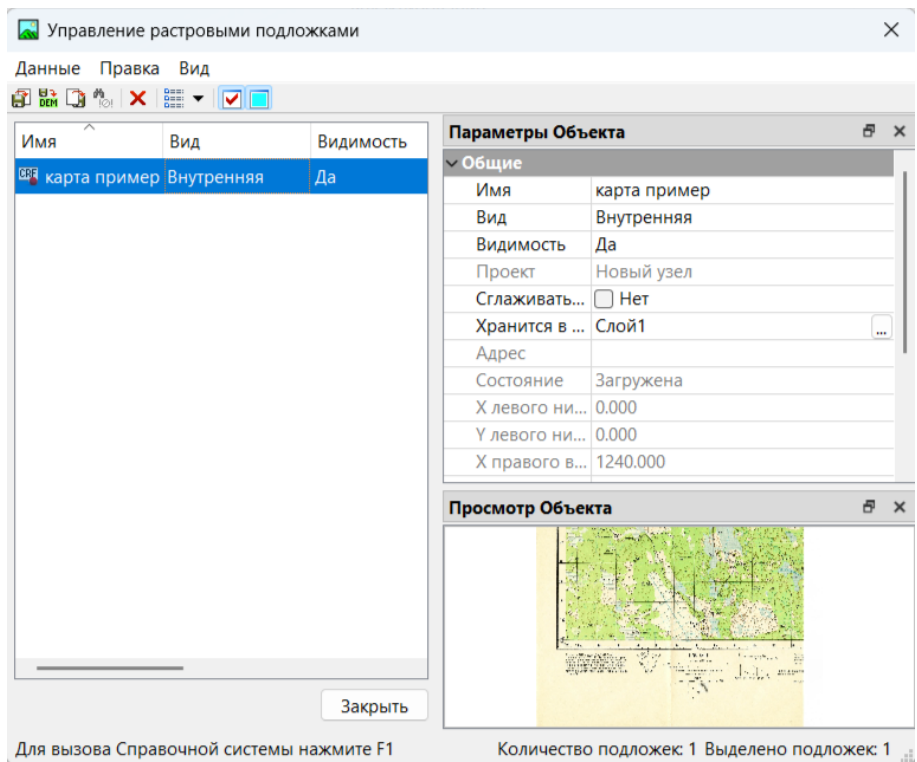 Управление растровыми подложками
Данные Правка Вид
DEM
Имя Вид Видимость
CRF карта пример Внутренняя Да
Параметры Объекта
Общие
Имя карта пример
Вид Внутренняя
Видимость Да
Проект Новый узел
Сглаживать... Нет
Хранится в ... Слой1 ...
Адрес
Состояние Загружена
X левого ни... 0.000
Y левого ни... 0.000
X правого в... 1240.000
Просмотр Объекта
Закрыть
Для вызова Справочной системы нажмите F1 Количество подложек: 1 Выделено подложек: 1